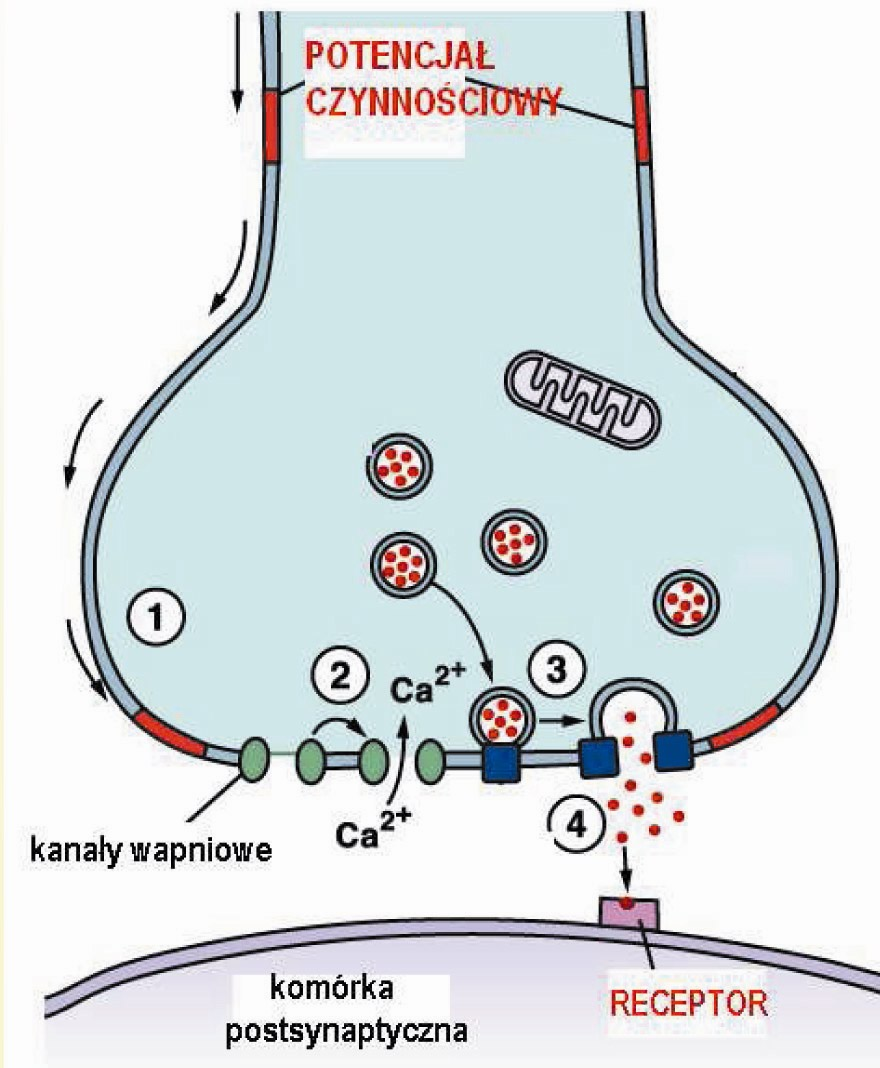 POTENCJAŁ
CZYNNOŚCIOWY
1
2
Ca2+
3
Ca2+
4
kanały wapniowe
komórka
postsynaptyczna
RECEPTOR